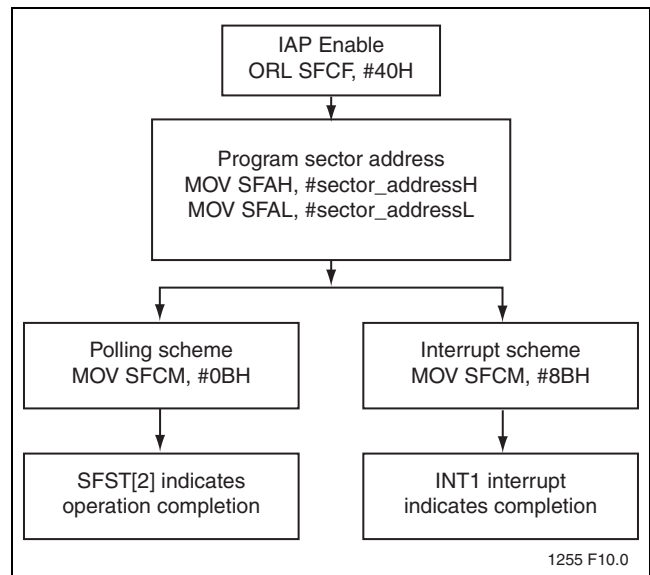 IAP Enable
ORL SFCF, #40H
Program sector address
MOV SFAH, #sector_addressH
MOV SFAL, #sector_addressL
Polling scheme
MOV SFCM, #0BH
Interrupt scheme
MOV SFCM, #8BH
SFST[2] indicates
operation completion
INT1 interrupt
indicates completion
1255 F10.0